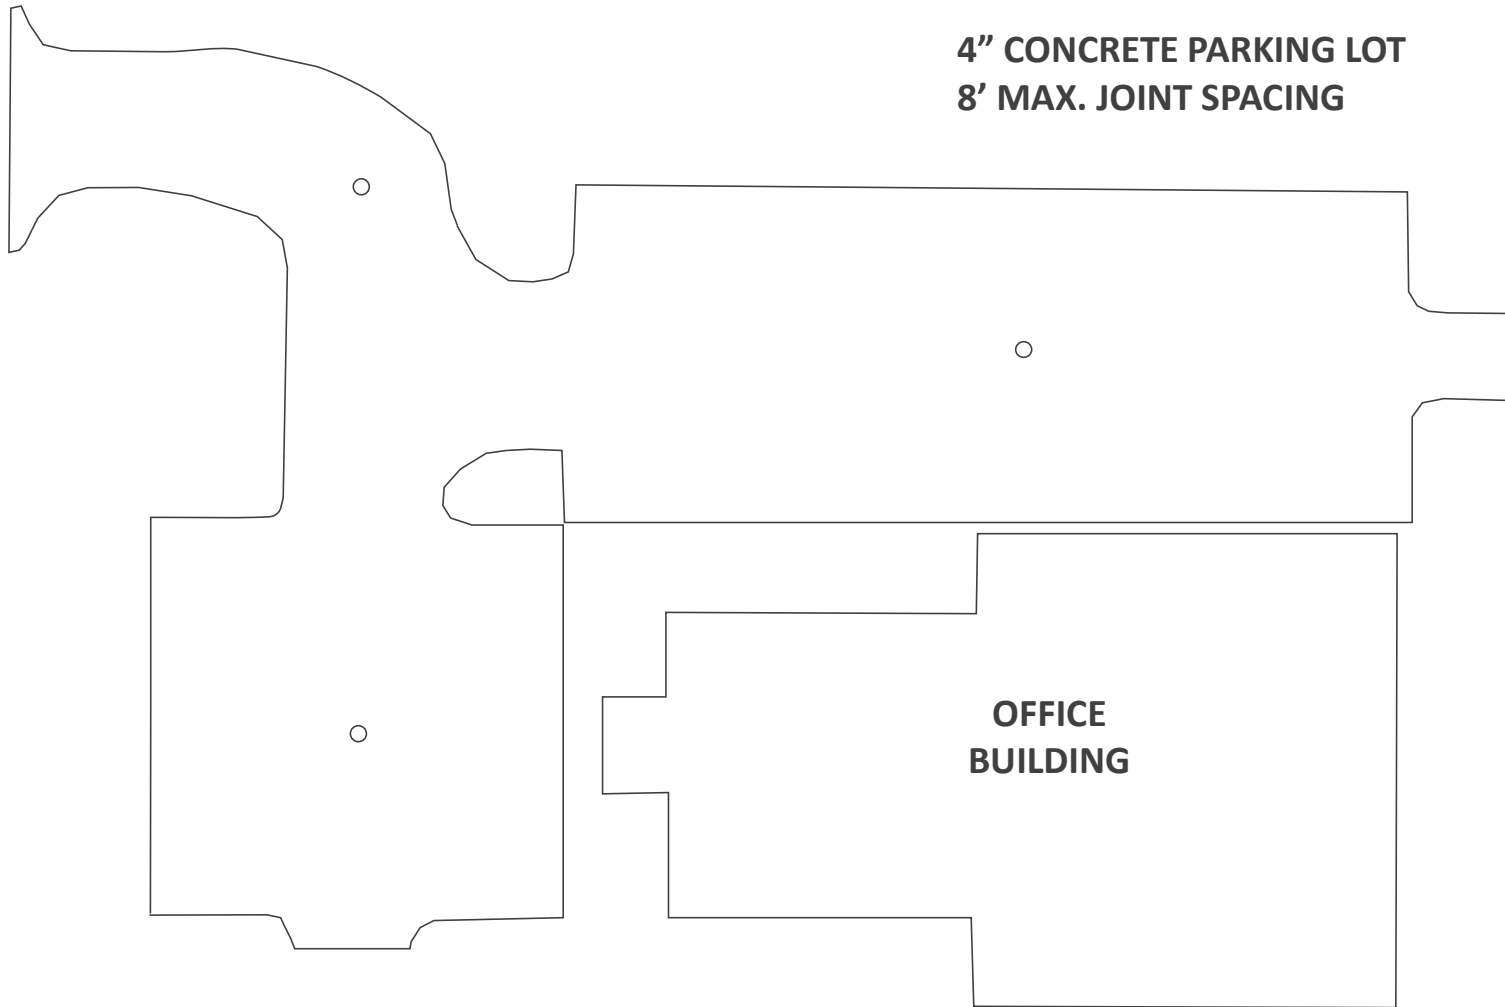 4” CONCRETE PARKING LOT
8’ MAX. JOINT SPACING
OFFICE
BUILDING